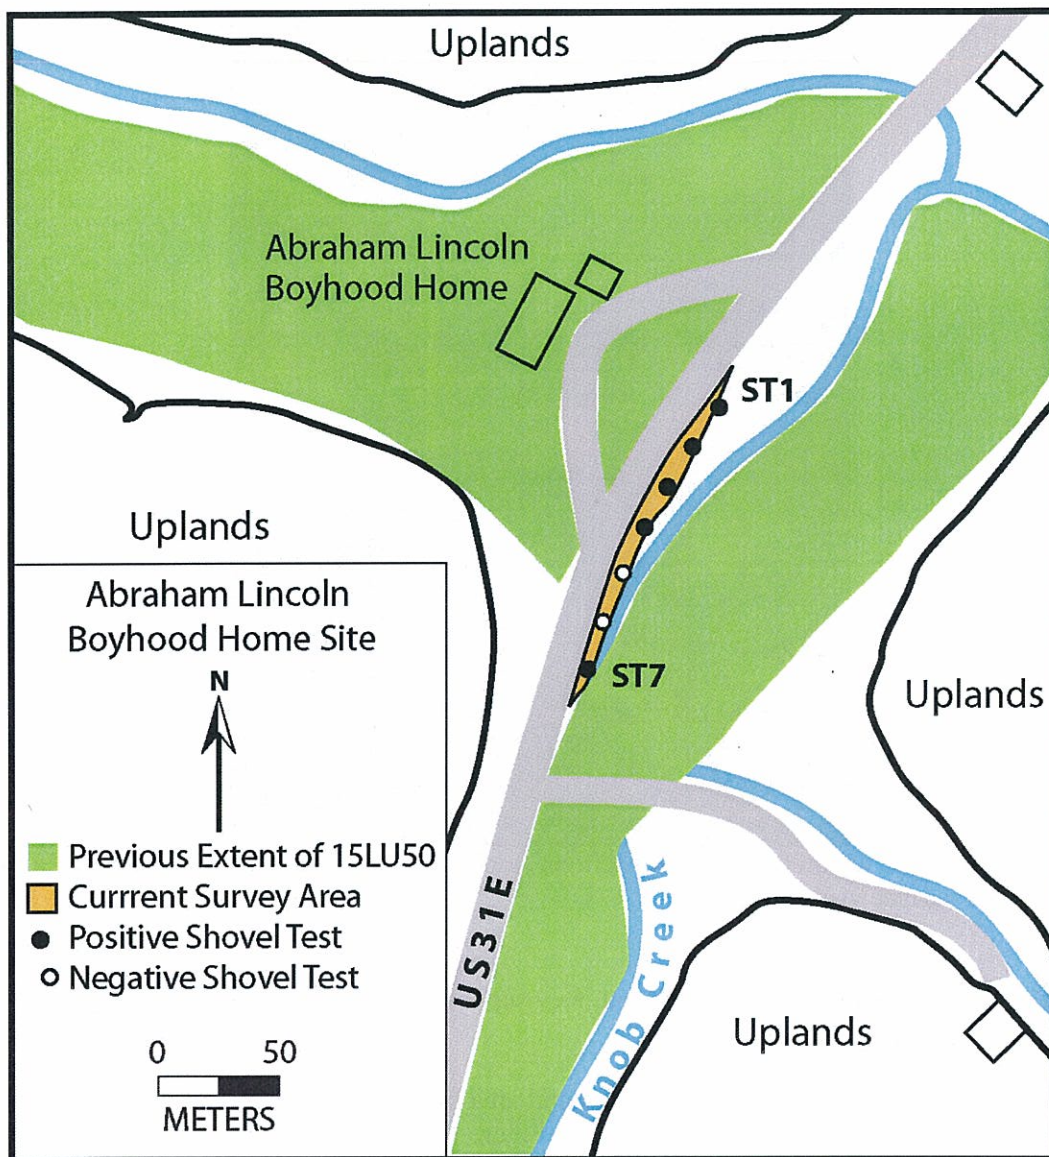 Uplands
Abraham Lincoln
Boyhood Home
ST1
Uplands
ST7
Uplands
Abraham Lincoln
Boyhood Home Site
N
Previous Extent of 15LU50
Currrent Survey Area
Positive Shovel Test
Negative Shovel Test
0 50
METERS
US31E
Knob Creek
Uplands